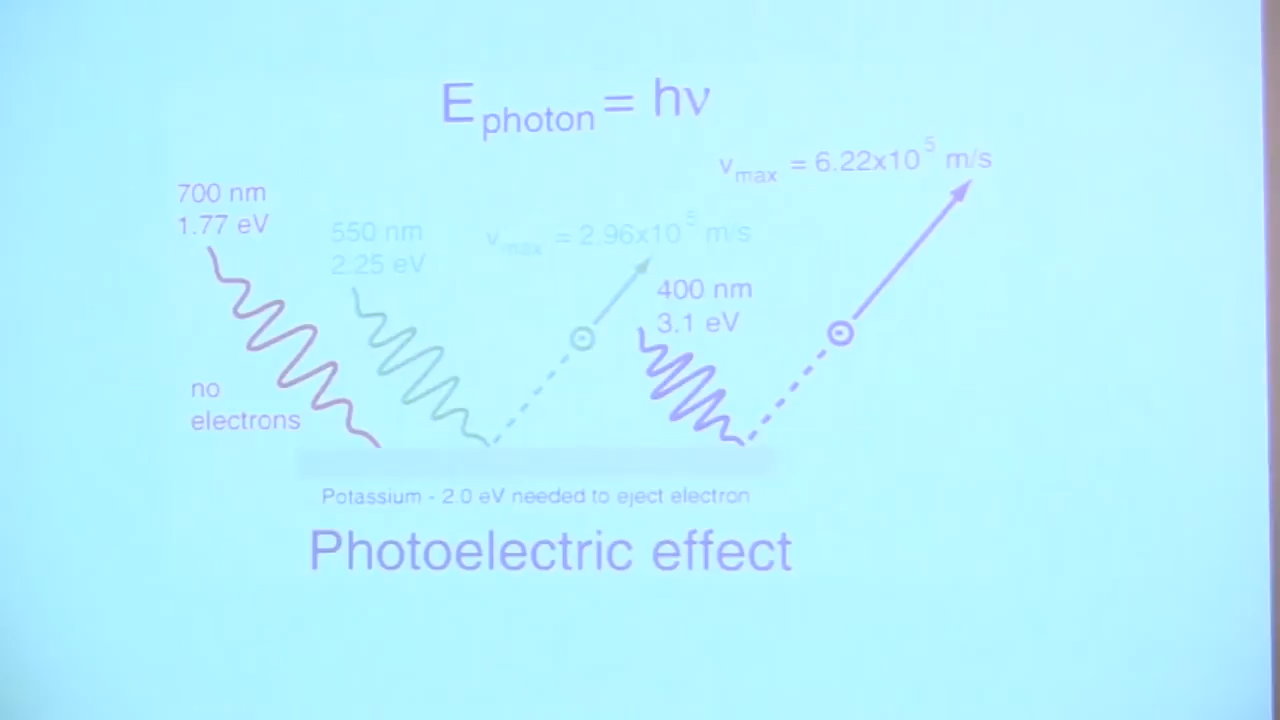 E photon = hν
vmax = 6.22x10^5 m/s
700 nm
1.77 eV
550 nm
2.25 eV
vmax = 2.96x10^5 m/s
400 nm
3.1 eV
no
electrons
Potassium - 2.0 eV needed to eject electron
Photoelectric effect